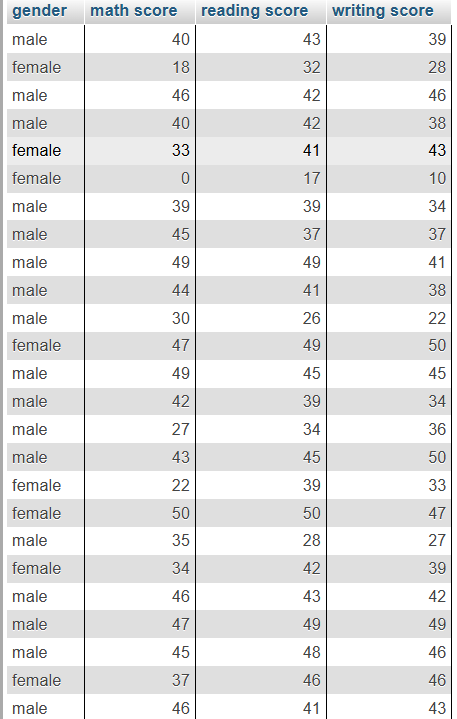 gender math score reading score writing score
male 40 43 39
female 18 32 28
male 46 42 46
male 40 42 38
female 33 41 43
female 0 17 10
male 39 39 34
male 45 37 37
male 49 49 41
male 44 41 38
male 30 26 22
female 47 49 50
male 49 45 45
male 42 39 34
male 27 34 36
male 43 45 50
female 22 39 33
female 50 50 47
male 35 28 27
female 34 42 39
male 46 43 42
male 47 49 49
male 45 48 46
female 37 46 46
male 46 41 43